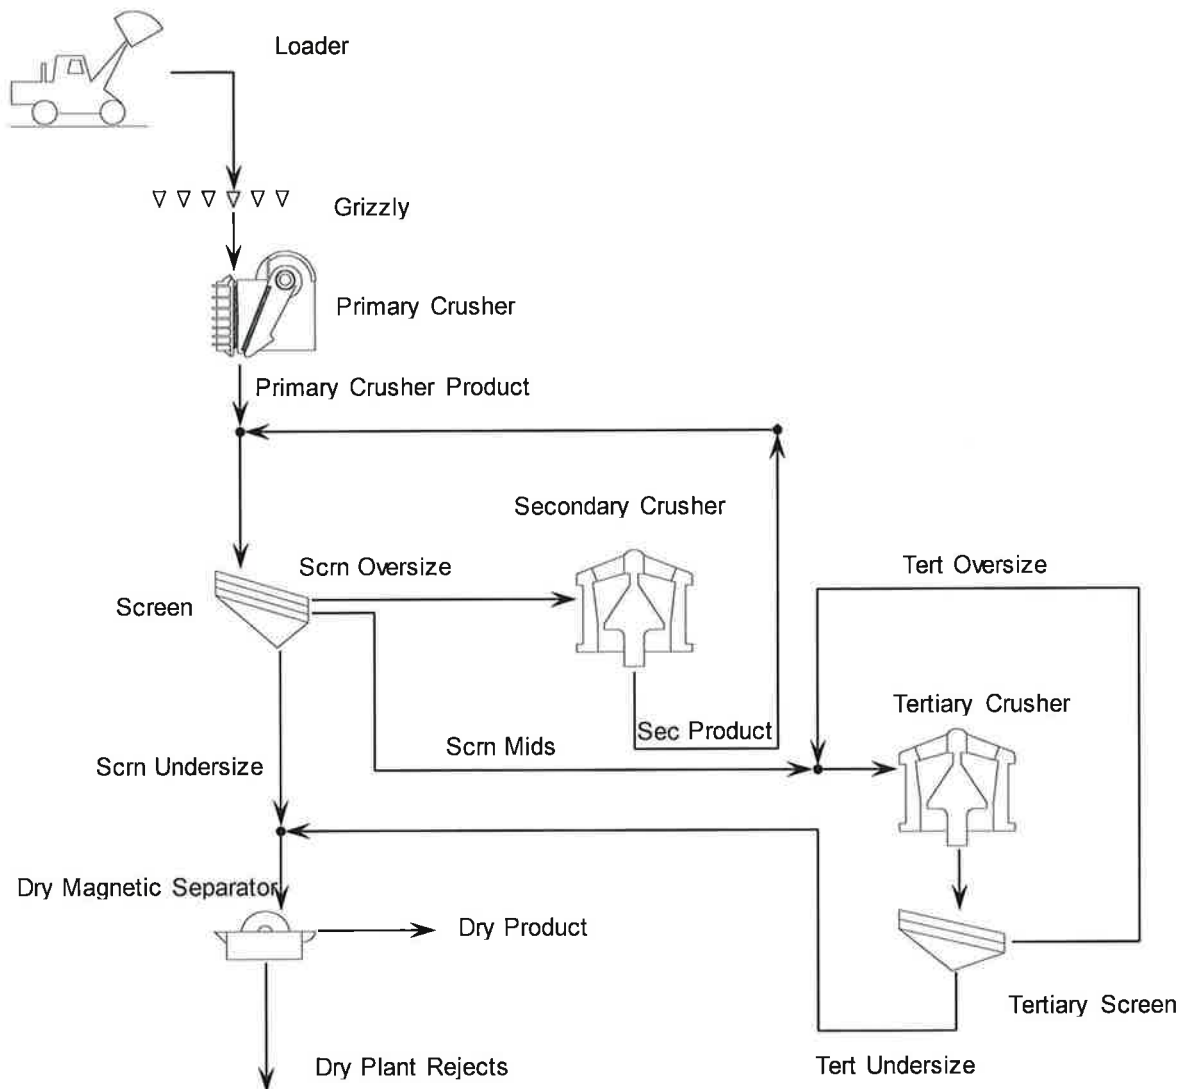 Loader
Grizzly
Primary Crusher
Primary Crusher Product
Secondary Crusher
Scrn Oversize
Tert Oversize
Screen
Tertiary Crusher
Sec Product
Scrn Mids
Scrn Undersize
Dry Magnetic Separator
Dry Product
Tertiary Screen
Dry Plant Rejects
Tert Undersize